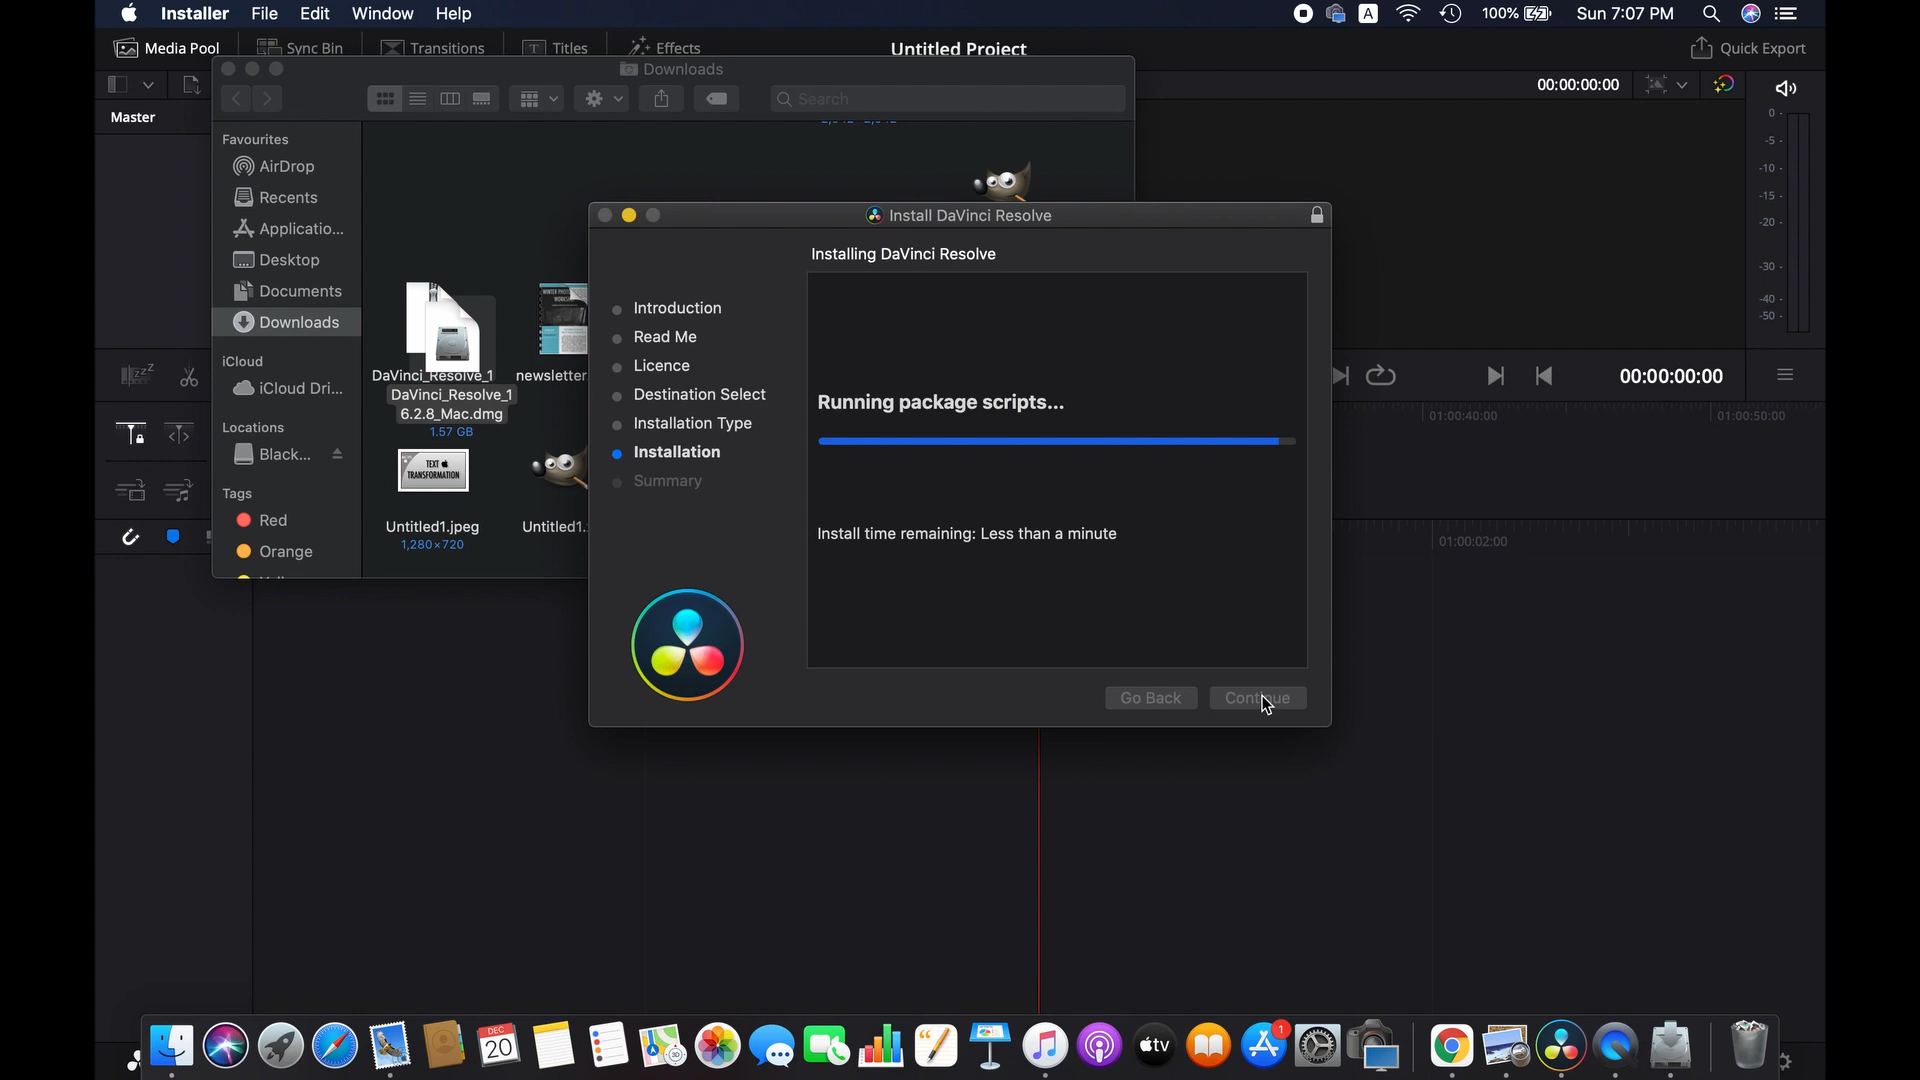 Installer File Edit Window Help
A 100% Sun 7:07 PM
Media Pool Sync Bin Transitions Titles Effects
Untitled Project
Quick Export
Downloads
Search
00:00:00:00
Master
Favourites
AirDrop
Recents
Applicatio...
Desktop
Documents
Downloads
iCloud
iCloud Dri...
Locations
Black...
Tags
Red
Orange
DaVinci_Resolve_1
DaVinci_Resolve_1
6.2.8_Mac.dmg
1.57 GB
newsletter
WINTER PHOTO
WORKSHOP
TEXT
TRANSFORMATION
Untitled1.jpeg
1,280×720
Untitled1.
Install DaVinci Resolve
Installing DaVinci Resolve
Introduction
Read Me
Licence
Destination Select
Installation Type
Installation
Summary
Running package scripts...
Install time remaining: Less than a minute
Go Back Continue
0 -
-5 -
-10 -
-15 -
-20 -
-30 -
-40 -
-50 -
00:00:00:00
01:00:40:00 01:00:50:00
01:00:02:00
DEC
20
3D
tv
1